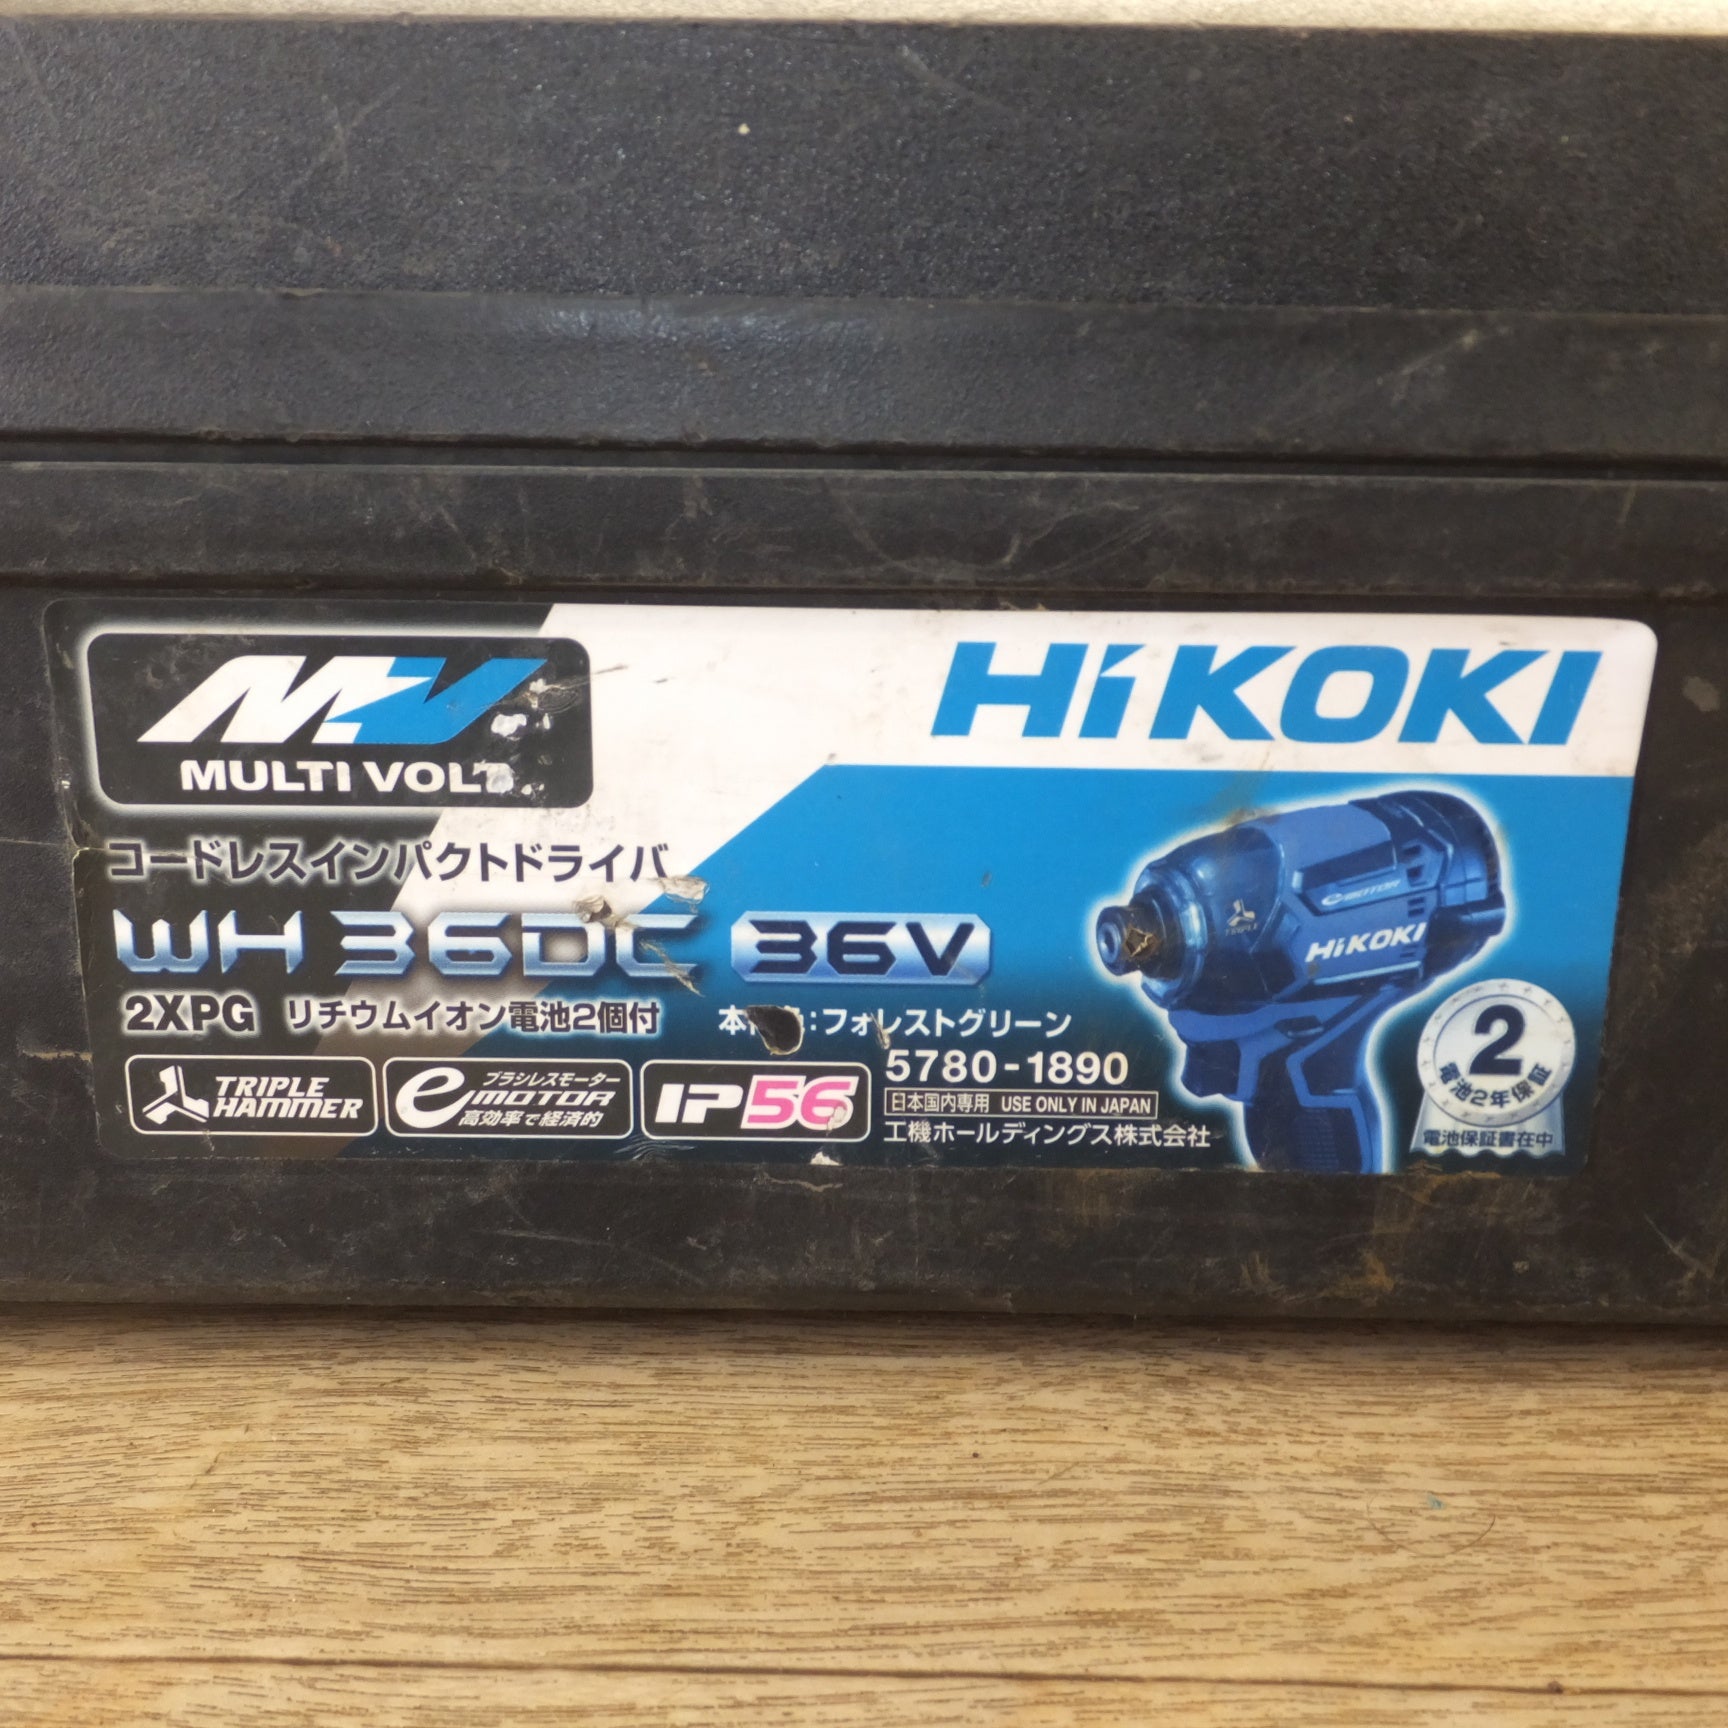 MV
MULTI VOLT
HiKOKI
コードレスインパクトドライバ
WH 36DC 36V
2XPG リチウムイオン電池2個付
本 色:フォレストグリーン
5780-1890
日本国内専用 USE ONLY IN JAPAN
工機ホールディングス株式会社
TRIPLE HAMMER
ブラシレスモーター
e MOTOR
高効率で経済的
IP56
e-MOTOR
TRIPLE
HiKOKI
2
電池2年保証
電池保証書在中